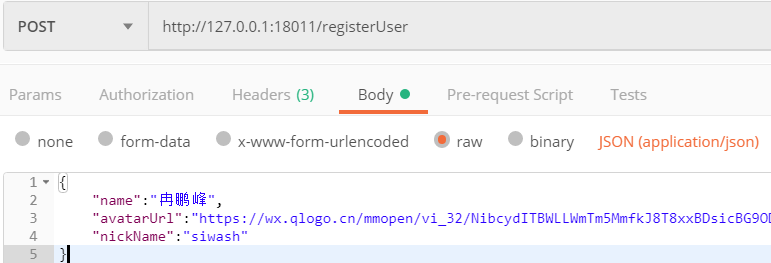 POST http://127.0.0.1:18011/registerUser
Params Authorization Headers (3) Body Pre-request Script Tests
none form-data x-www-form-urlencoded raw binary JSON (application/json)
1 {
2 "name":"冉鹏峰",
3 "avatarUrl":"https://wx.qlogo.cn/mmopen/vi_32/NibcydITBWLLWmTm5MmfkJ8T8xxBDsicBG9OD
4 "nickName":"siwash"
5 }